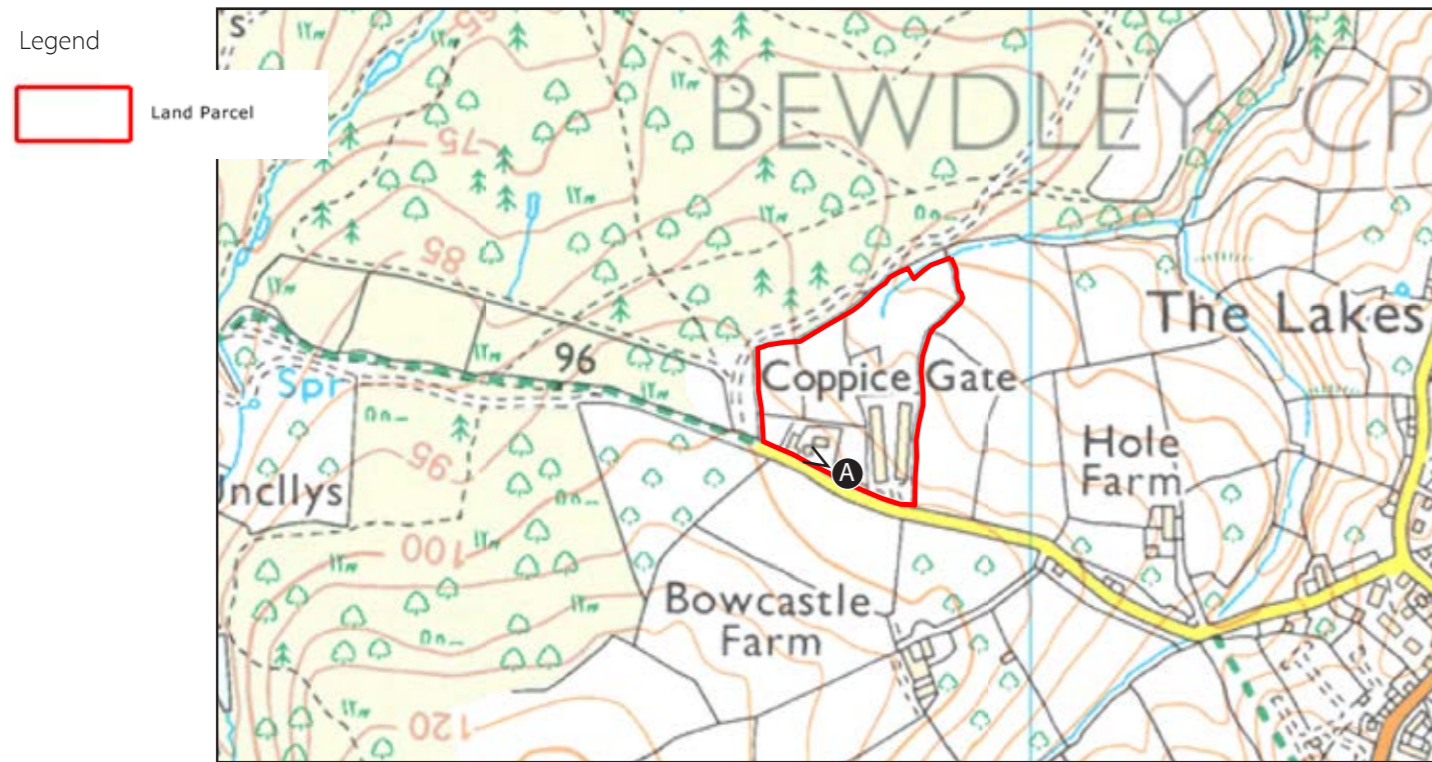 Legend
Land Parcel
s
BEWDLEY CP
75
85
The Lakes
96
Coppice Gate
Spr
Hole
Farm
95
A
Uncllys
100
Bowcastle
Farm
120